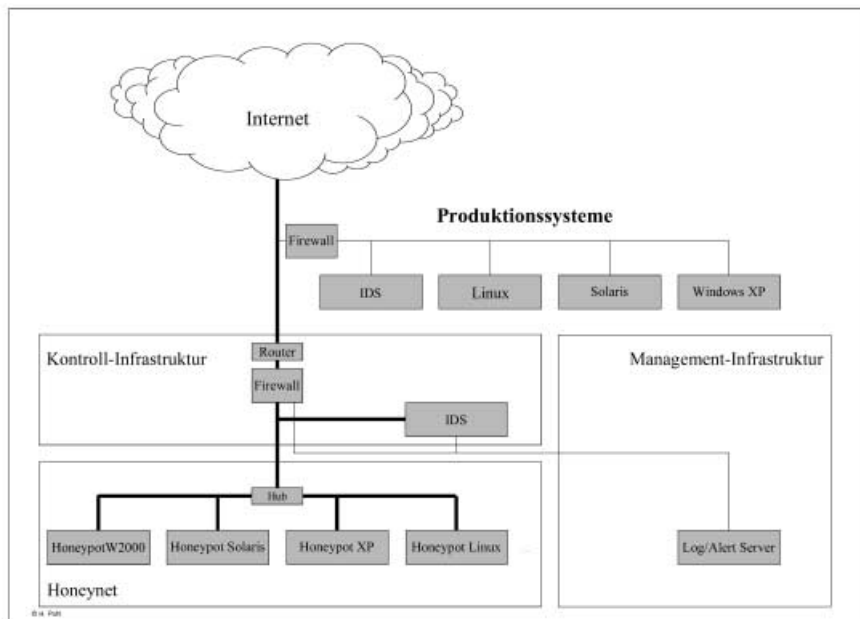 Internet
Produktionssysteme
Firewall
IDS
Linux
Solaris
Windows XP
Kontroll-Infrastruktur
Router
Firewall
IDS
Management-Infrastruktur
Hub
HoneypotW2000
Honeypot Solaris
Honeypot XP
Honeypot Linux
Log/Alert Server
Honeynet